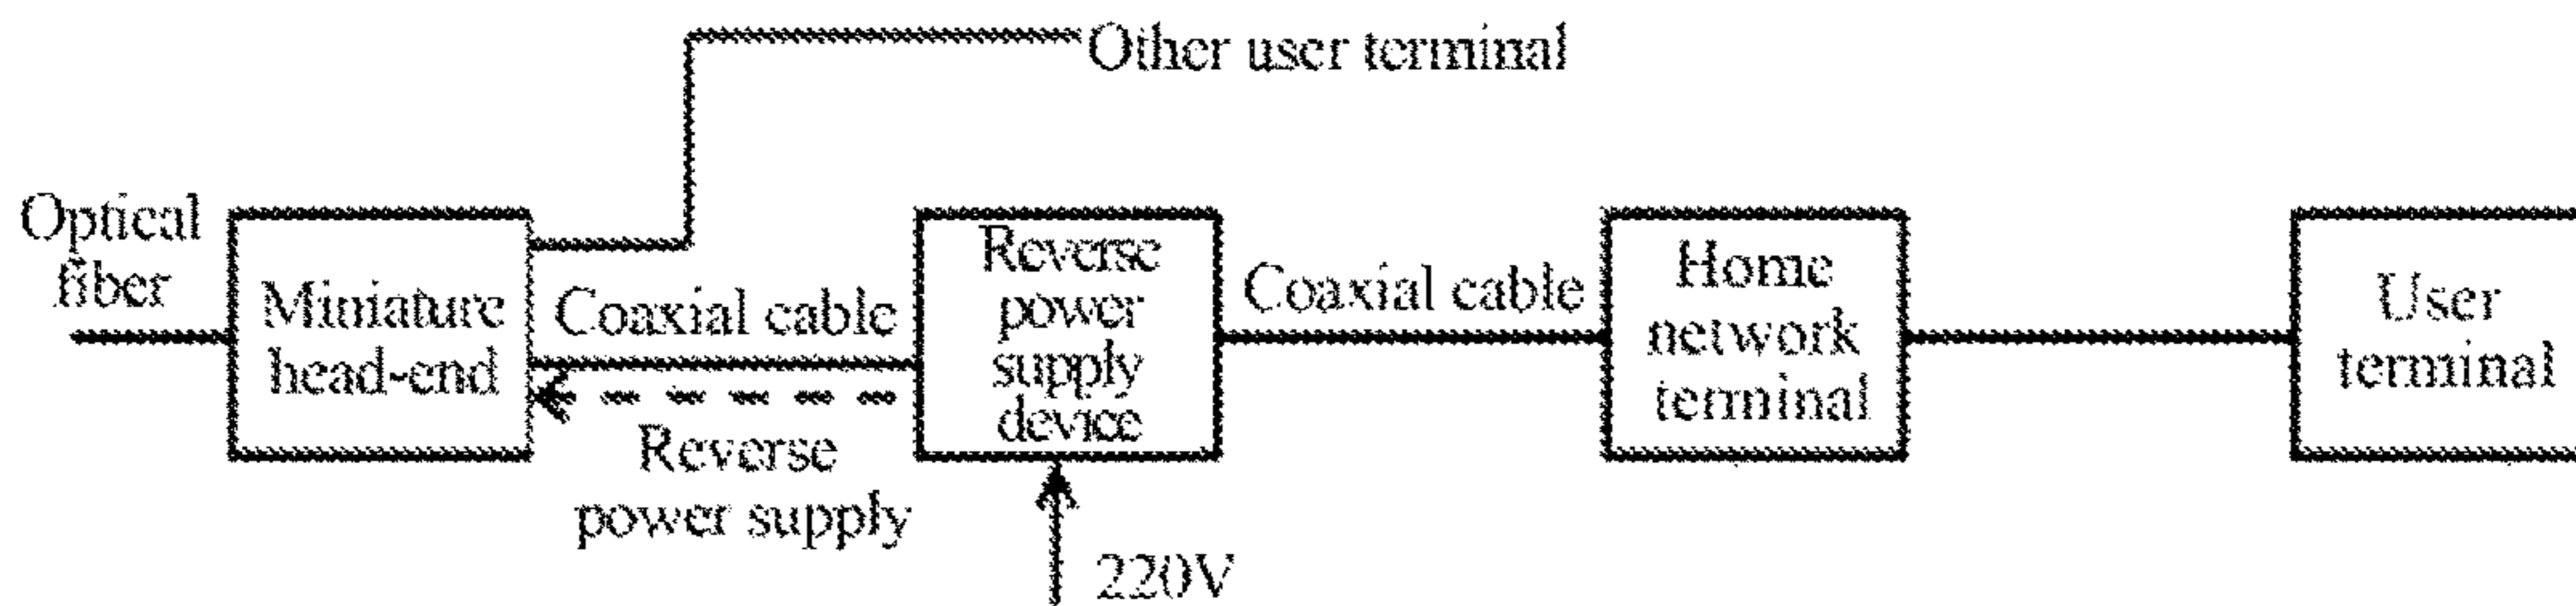 Other user terminal
Optical
fiber
Miniature
head-end
Coaxial cable
Reverse
power supply
Reverse
power
supply
device
220V
Coaxial cable
Home
network
terminal
User
terminal